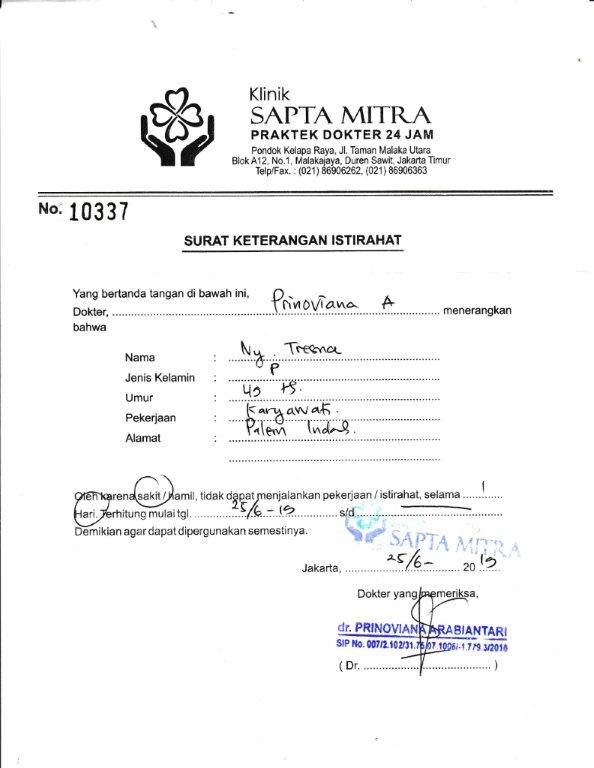 Klinik
SAPTA MITRA
PRAKTEK DOKTER 24 JAM
Pondok Kelapa Raya, Jl. Taman Malaka Utara
Blok A12, No.1, Malakajaya, Duren Sawit, Jakarta Timur
Telp/Fax. : (021) 86906262, (021) 86906363
No. 10337
SURAT KETERANGAN ISTIRAHAT
Yang bertanda tangan di bawah ini,
Dokter, Prinoviana A menerangkan
bahwa
Nama : Ny. Tresna
Jenis Kelamin : P
Umur : 49 th.
Pekerjaan : Karyawati.
Alamat : Palem Indah.
Oleh karena sakit / hamil, tidak dapat menjalankan pekerjaan / istirahat, selama 1
Hari. Terhitung mulai tgl. 25/6-19 s/d
Demikian agar dapat dipergunakan semestinya.
SAPTA MITRA
Jakarta, 25/6- 2019
Dokter yang memeriksa,
dr. PRINOVIANA ARABIANTARI
SIP No. 007/2.102/31.75.07.1006/-1.779.3/2016
( Dr. )